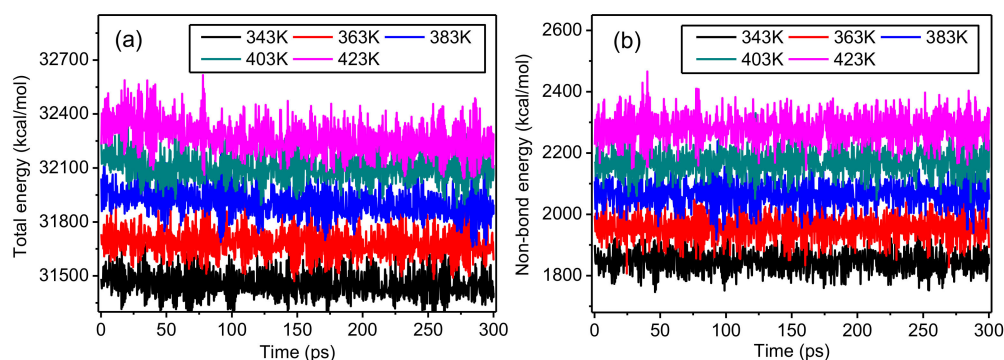 (a)
343K 363K 383K
403K 423K
Total energy (kcal/mol)
32700
32400
32100
31800
31500
0 50 100 150 200 250 300
Time (ps)
(b)
343K 363K 383K
403K 423K
Non-bond energy (kcal/mol)
2600
2400
2200
2000
1800
0 50 100 150 200 250 300
Time (ps)